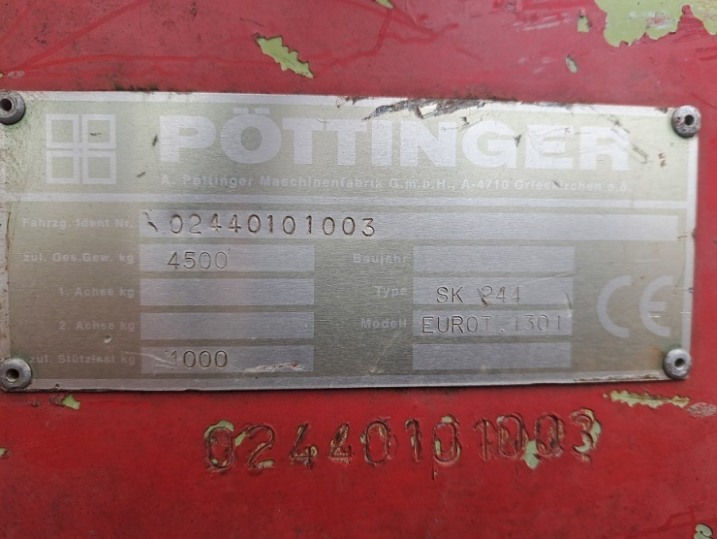 PÖTTINGER
A. Pöttinger Maschinenfabrik G.m.b.H., A-4710 Grieskirchen o.ö.
Fahrzg. Ident Nr. 02440101003
zul. Ges.Gew. kg 4500 Baujahr
1. Achse kg Type SK 244
2. Achse kg Modell EUROT. 1301
zul. Stützlast kg 1000
CE
02440101003